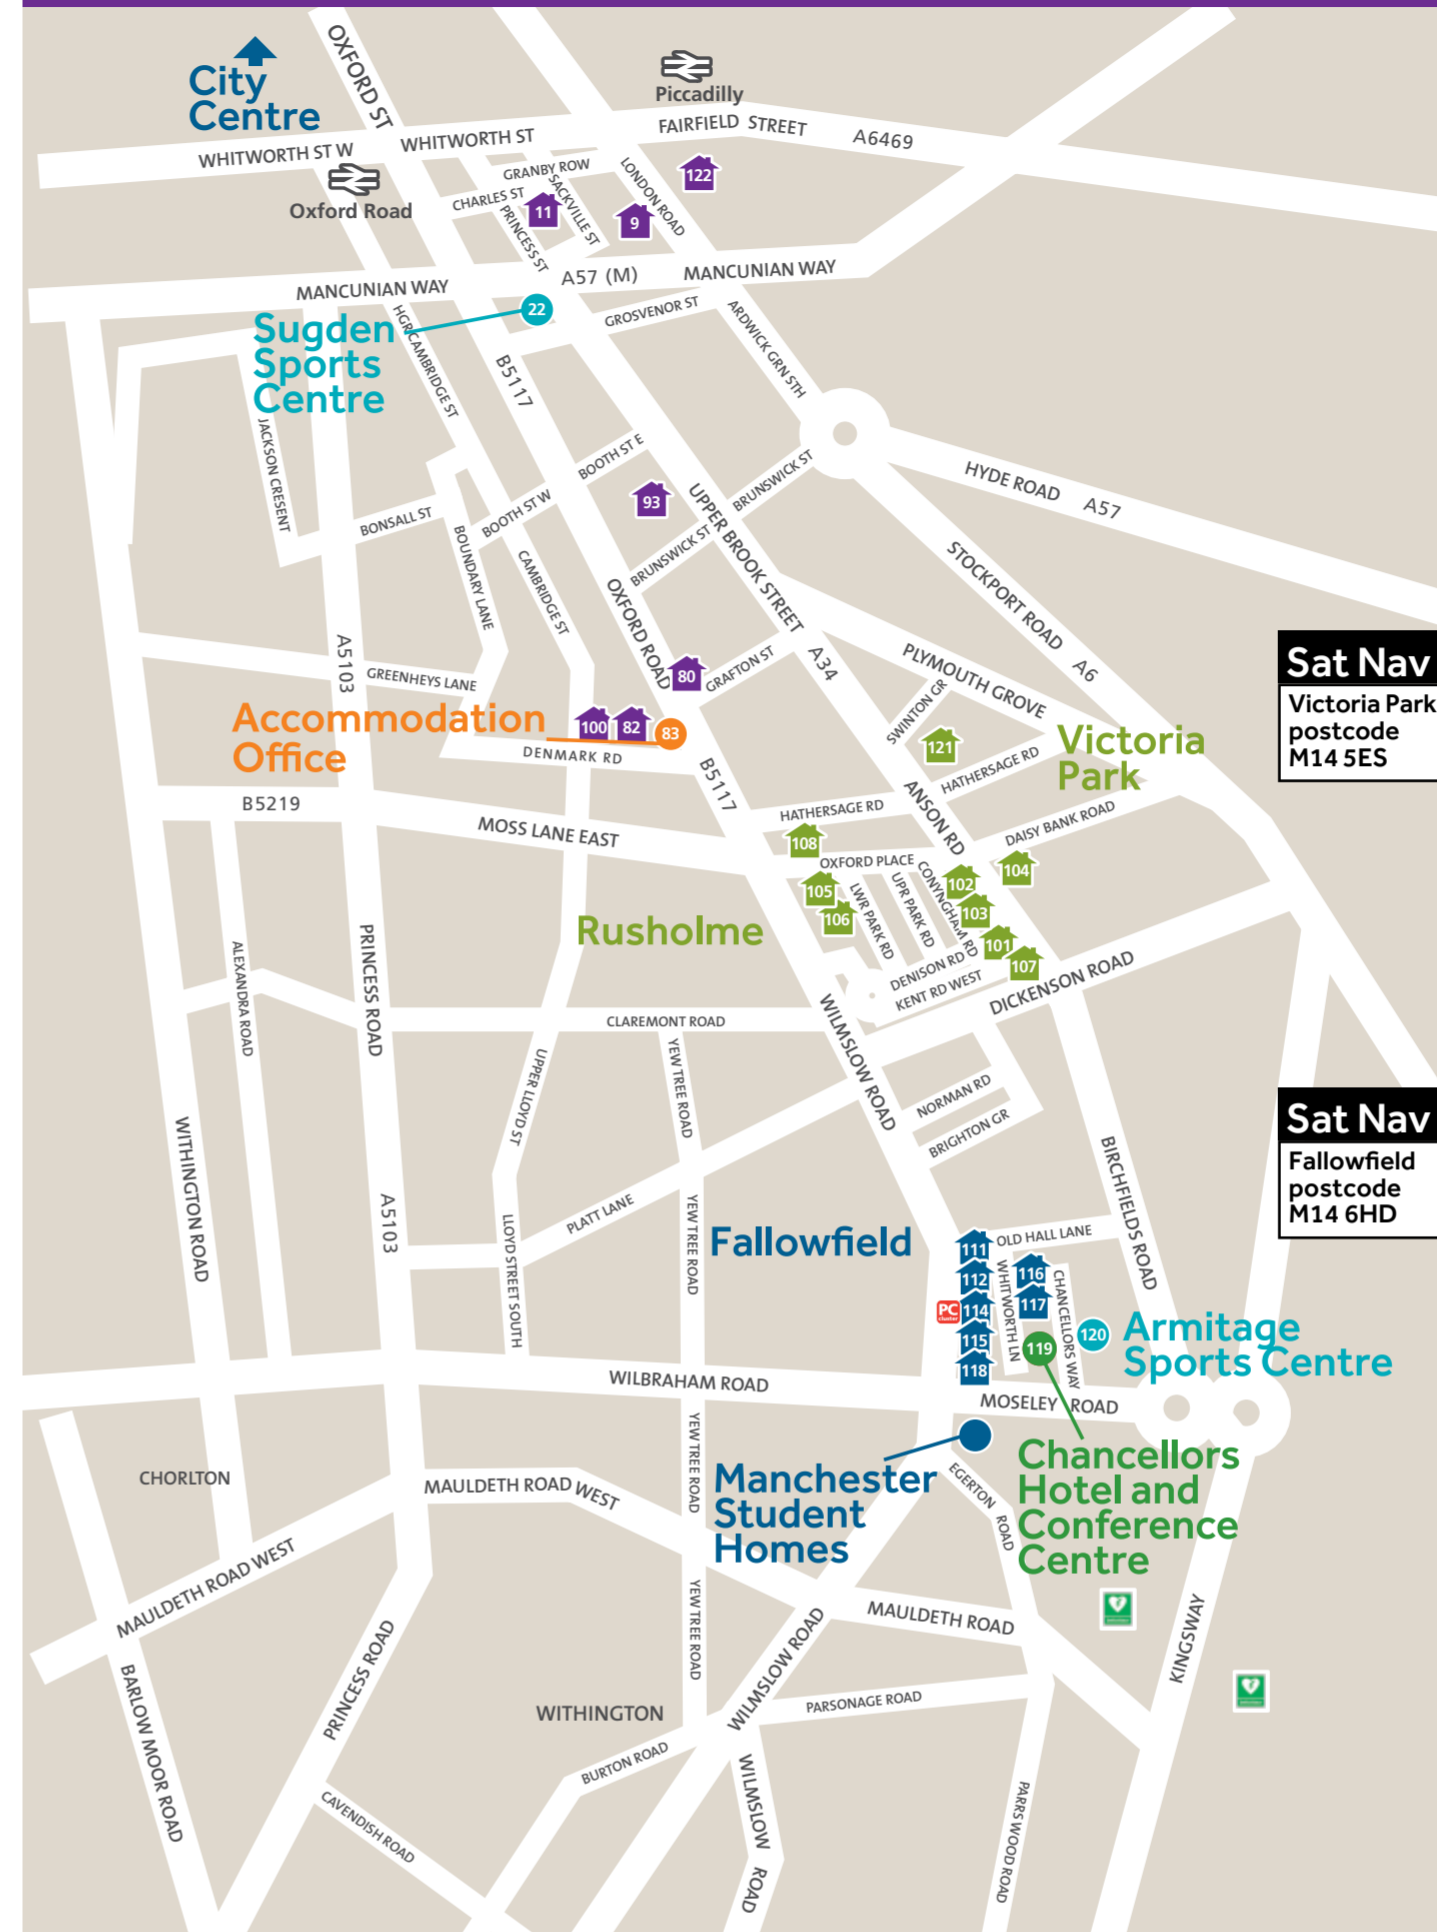 City
Centre
OXFORD ST
Piccadilly
FAIRFIELD STREET
A6469
WHITWORTH ST W
WHITWORTH ST
Oxford Road
GRANBY ROW
CHARLES ST
SACKVILLE ST
PRINCESS ST
LONDON ROAD
122
11
9
MANCUNIAN WAY
A57 (M)
MANCUNIAN WAY
22
Sugden
Sports
Centre
HGR/CAMBRIDGE ST
GROSVENOR ST
ARDWICK GRN STH
B5117
JACKSON CRESENT
BONSALL ST
BOOTH ST W
BOOTH ST E
93
BRUNSWICK ST
BRUNSWICK ST
UPPER BROOK STREET
HYDE ROAD
A57
STOCKPORT ROAD
A6
BOUNDARY LANE
CAMBRIDGE ST
OXFORD ROAD
A5103
GREENHEYS LANE
80
GRAFTON ST
A34
PLYMOUTH GROVE
SWINTON GR
Sat Nav
Victoria Park
postcode
M14 5ES
Accommodation
Office
100
82
83
DENMARK RD
121
Victoria
Park
B5117
HATHERSAGE RD
HATHERSAGE RD
ANSON RD
DAISY BANK ROAD
B5219
MOSS LANE EAST
108
OXFORD PLACE
104
105
102
106
103
101
107
LWR PARK RD
UPR PARK RD
CONYNGHAM RD
DENISON RD
KENT RD WEST
DICKENSON ROAD
Rusholme
ALEXANDRA ROAD
PRINCESS ROAD
CLAREMONT ROAD
WILMSLOW ROAD
UPPER LLOYD ST
YEW TREE ROAD
NORMAN RD
BRIGHTON GR
Sat Nav
Fallowfield
postcode
M14 6HD
WITHINGTON ROAD
A5103
LLOYD STREET SOUTH
PLATT LANE
YEW TREE ROAD
Fallowfield
BIRCHFIELDS ROAD
OLD HALL LANE
111
112
PC
cluster
114
115
118
116
117
WHITWORTH LN
CHANCELLORS WAY
119
120
Armitage
Sports Centre
WILBRAHAM ROAD
MOSELEY ROAD
CHORLTON
MAULDETH ROAD WEST
YEW TREE ROAD
Manchester
Student
Homes
Chancellors
Hotel and
Conference
Centre
EGERTON ROAD
MAULDETH ROAD WEST
YEW TREE ROAD
MAULDETH ROAD
KINGSWAY
BARLOW MOOR ROAD
PRINCESS ROAD
WILMSLOW ROAD
WITHINGTON
PARSONAGE ROAD
BURTON ROAD
CAVENDISH ROAD
WILMSLOW ROAD
PARRS WOOD ROAD